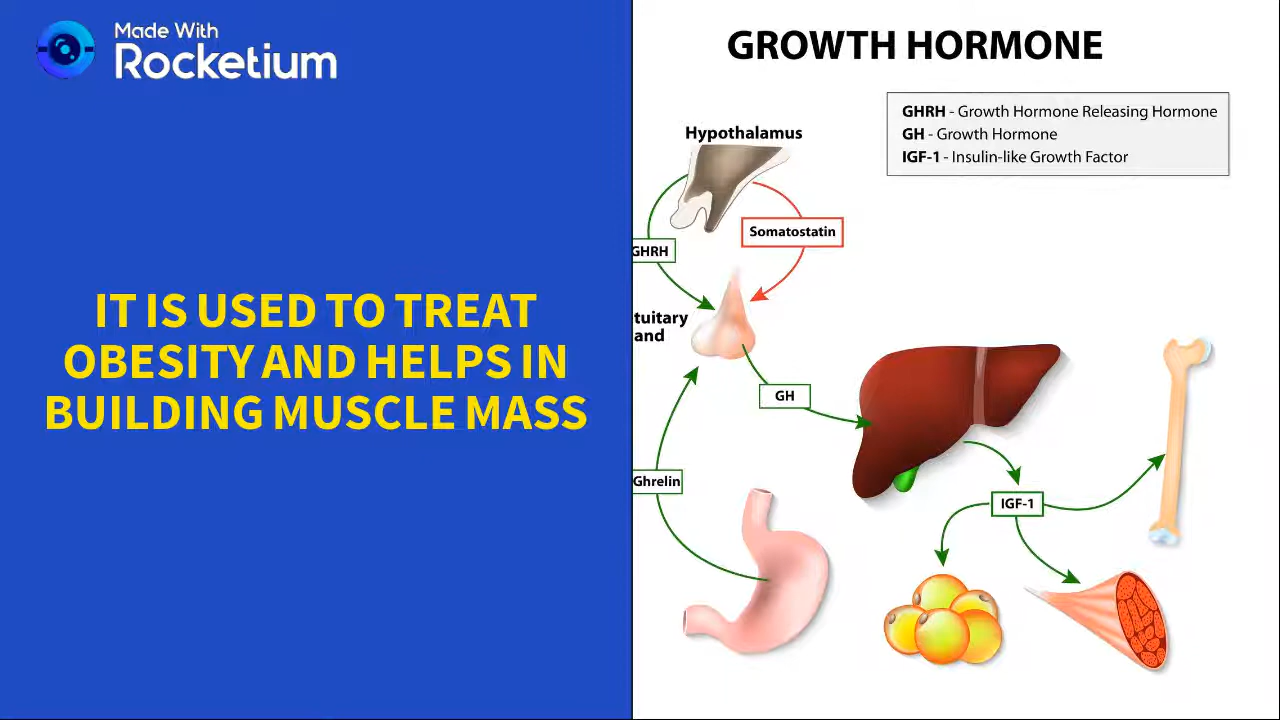 Made With
Rocketium
IT IS USED TO TREAT
OBESITY AND HELPS IN
BUILDING MUSCLE MASS
GROWTH HORMONE
GHRH - Growth Hormone Releasing Hormone
GH - Growth Hormone
IGF-1 - Insulin-like Growth Factor
Hypothalamus
Somatostatin
GHRH
tuitary
and
GH
Ghrelin
IGF-1